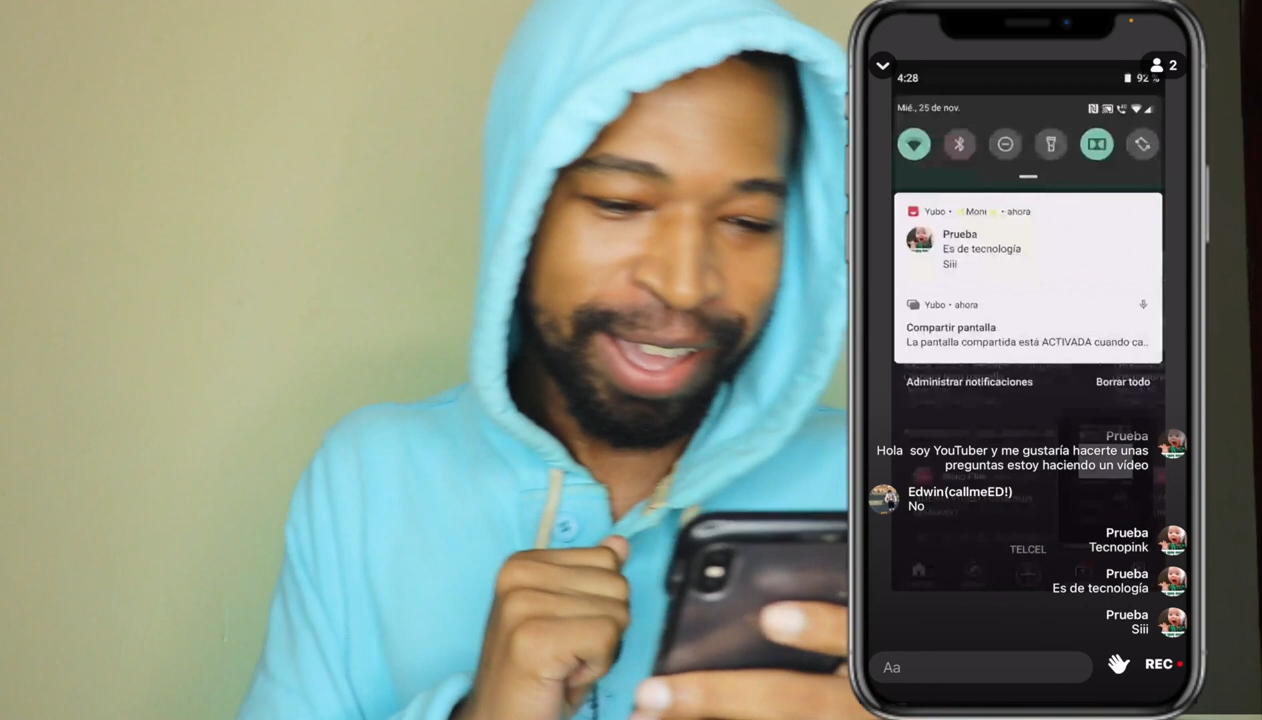 2
4:28
92 %
Mié., 25 de nov.
Yubo • Moni • ahora
Prueba
Es de tecnología
Siii
Yubo • ahora
Compartir pantalla
La pantalla compartida está ACTIVADA cuando ca..
Administrar notificaciones
Borrar todo
Prueba
Hola soy YouTuber y me gustaría hacerte unas
preguntas estoy haciendo un vídeo
Edwin(callmeED!)
No
Prueba
TELCEL
Tecnopink
Prueba
Es de tecnología
Prueba
Siii
Aa
REC